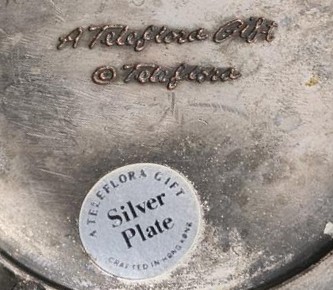 A Teleflora Gift
© Teleflora
A TELEFLORA GIFT
Silver
Plate
CRAFTED IN HONG KONG